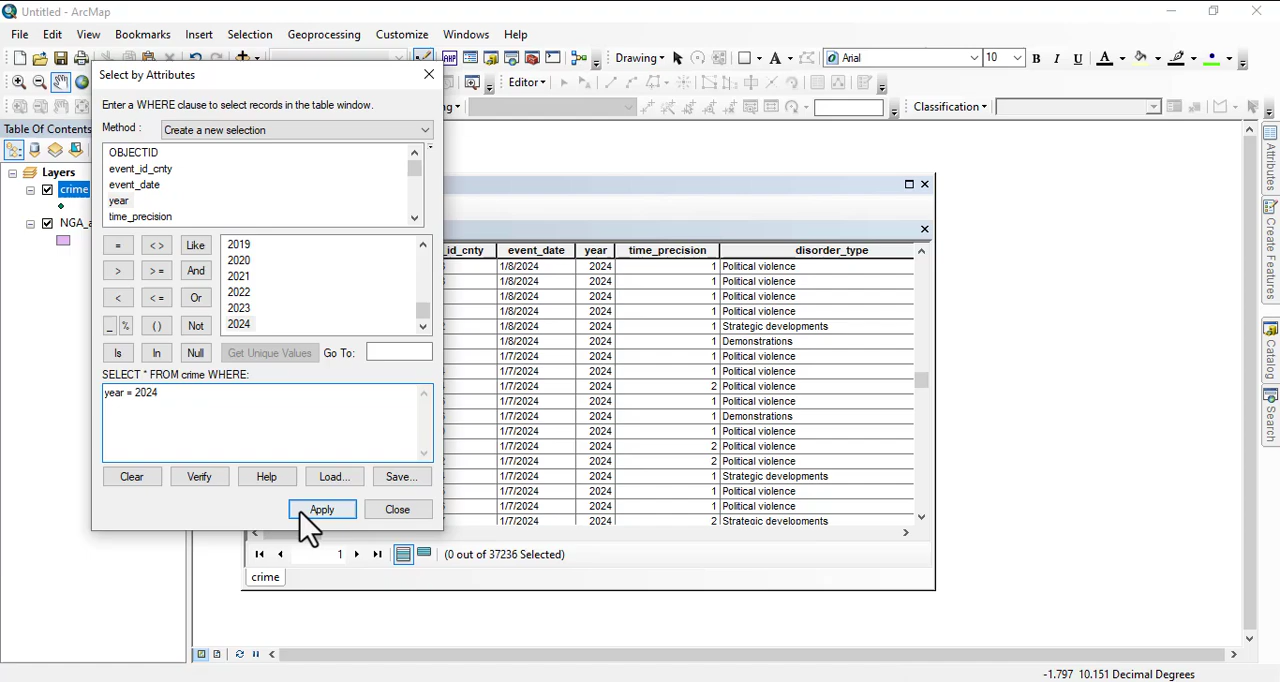 Untitled - ArcMap
File Edit View Bookmarks Insert Selection Geoprocessing Customize Windows Help
Drawing Arial 10 B I U A
Editor
Classification
Table Of Contents
Layers
crime
Select by Attributes
Enter a WHERE clause to select records in the table window.
Method : Create a new selection
OBJECTID
event_id_cnty
event_date
year
time_precision
= < > Like
> > = And
< < = Or
_ % ( ) Not
Is In Null Get Unique Values Go To:
2019
2020
2021
2022
2023
2024
SELECT * FROM crime WHERE:
year = 2024
Clear Verify Help Load... Save...
Apply Close
_id_cnty event_date year time_precision disorder_type
1/8/2024 2024 1 Political violence
1/8/2024 2024 1 Political violence
1/8/2024 2024 1 Political violence
1/8/2024 2024 1 Political violence
1/8/2024 2024 1 Strategic developments
1/8/2024 2024 1 Demonstrations
1/7/2024 2024 1 Political violence
1/7/2024 2024 1 Political violence
1/7/2024 2024 2 Political violence
1/7/2024 2024 1 Political violence
1/7/2024 2024 1 Demonstrations
1/7/2024 2024 1 Political violence
1/7/2024 2024 2 Political violence
1/7/2024 2024 2 Political violence
1/7/2024 2024 1 Strategic developments
1/7/2024 2024 1 Political violence
1/7/2024 2024 1 Political violence
1/7/2024 2024 2 Strategic developments
1 (0 out of 37236 Selected)
crime
Attributes
Create Features
Catalog
Search
-1.797 10.151 Decimal Degrees